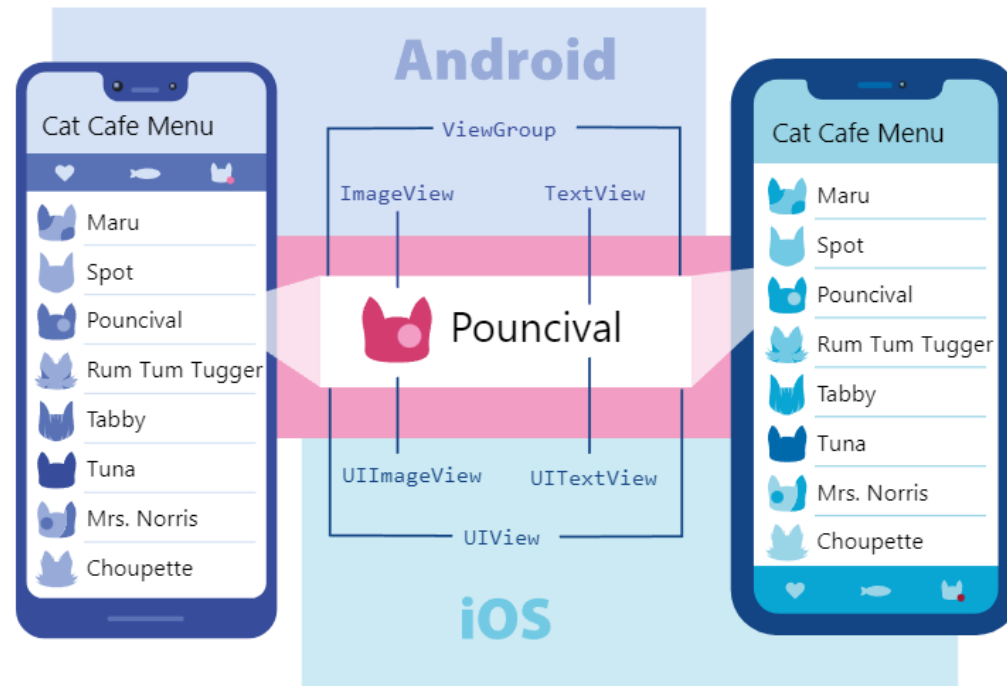 Android
Cat Cafe Menu
Maru
Spot
Pouncival
Rum Tum Tugger
Tabby
Tuna
Mrs. Norris
Choupette
ViewGroup
ImageView
TextView
Pouncival
UIImageView
UITextView
UIView
iOS
Cat Cafe Menu
Maru
Spot
Pouncival
Rum Tum Tugger
Tabby
Tuna
Mrs. Norris
Choupette